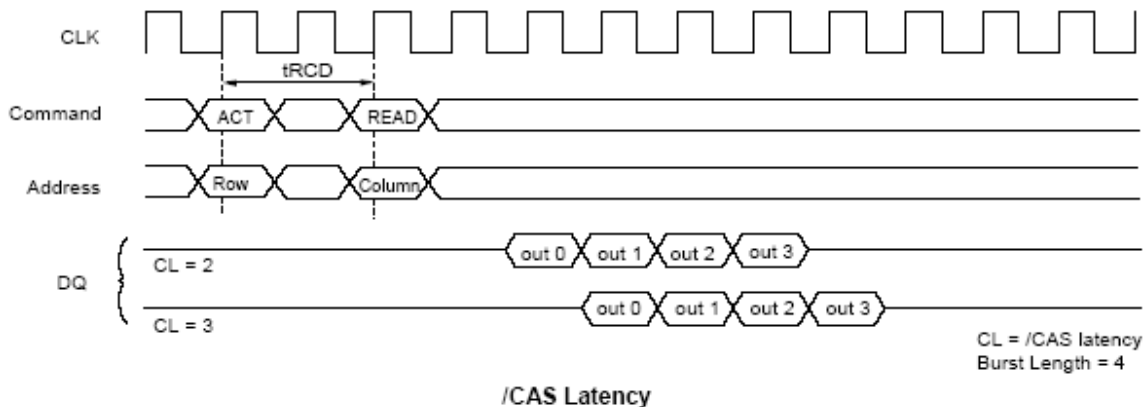 CLK
tRCD
Command ACT READ
Address Row Column
out 0 out 1 out 2 out 3
CL = 2
DQ
out 0 out 1 out 2 out 3
CL = 3
CL = /CAS latency
Burst Length = 4
/CAS Latency